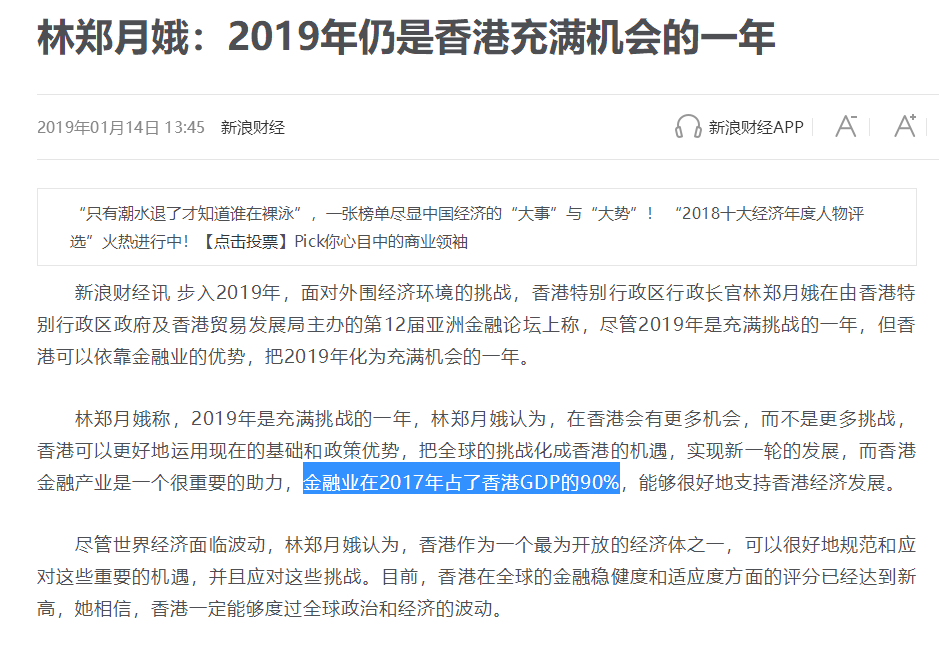 林郑月娥：2019年仍是香港充满机会的一年
2019年01月14日 13:45 新浪财经
新浪财经APP A- A+
“只有潮水退了才知道谁在裸泳”，一张榜单尽显中国经济的“大事”与“大势”！ “2018十大经济年度人物评
选”火热进行中！【点击投票】Pick你心目中的商业领袖
新浪财经讯 步入2019年，面对外围经济环境的挑战，香港特别行政区行政长官林郑月娥在由香港特
别行政区政府及香港贸易发展局主办的第12届亚洲金融论坛上称，尽管2019年是充满挑战的一年，但香
港可以依靠金融业的优势，把2019年化为充满机会的一年。
林郑月娥称，2019年是充满挑战的一年，林郑月娥认为，在香港会有更多机会，而不是更多挑战，
香港可以更好地运用现在的基础和政策优势，把全球的挑战化成香港的机遇，实现新一轮的发展，而香港
金融产业是一个很重要的助力，金融业在2017年占了香港GDP的90%，能够很好地支持香港经济发展。
尽管世界经济面临波动，林郑月娥认为，香港作为一个最为开放的经济体之一，可以很好地规范和应
对这些重要的机遇，并且应对这些挑战。目前，香港在全球的金融稳健度和适应度方面的评分已经达到新
高，她相信，香港一定能够度过全球政治和经济的波动。